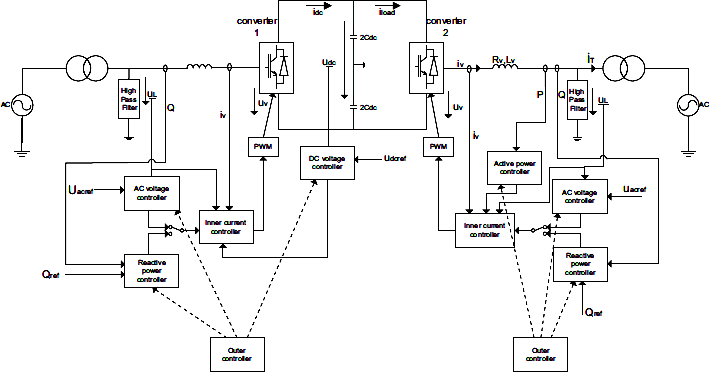 converter
1
idc
iload
converter
2
2Cdc
Udc
2Cdc
AC
High
Pass
Filter
UL
Q
iv
Uv
PWM
DC voltage
controller
Udcref
Uacref
AC voltage
controller
Inner current
controller
Qref
Reactive
power
controller
Outer
controller
iv
Rv,Lv
iT
Uv
iv
P
Q
High
Pass
Filter
UL
AC
PWM
Active power
controller
AC voltage
controller
Uacref
Inner current
controller
Reactive
power
controller
Qref
Outer
controller